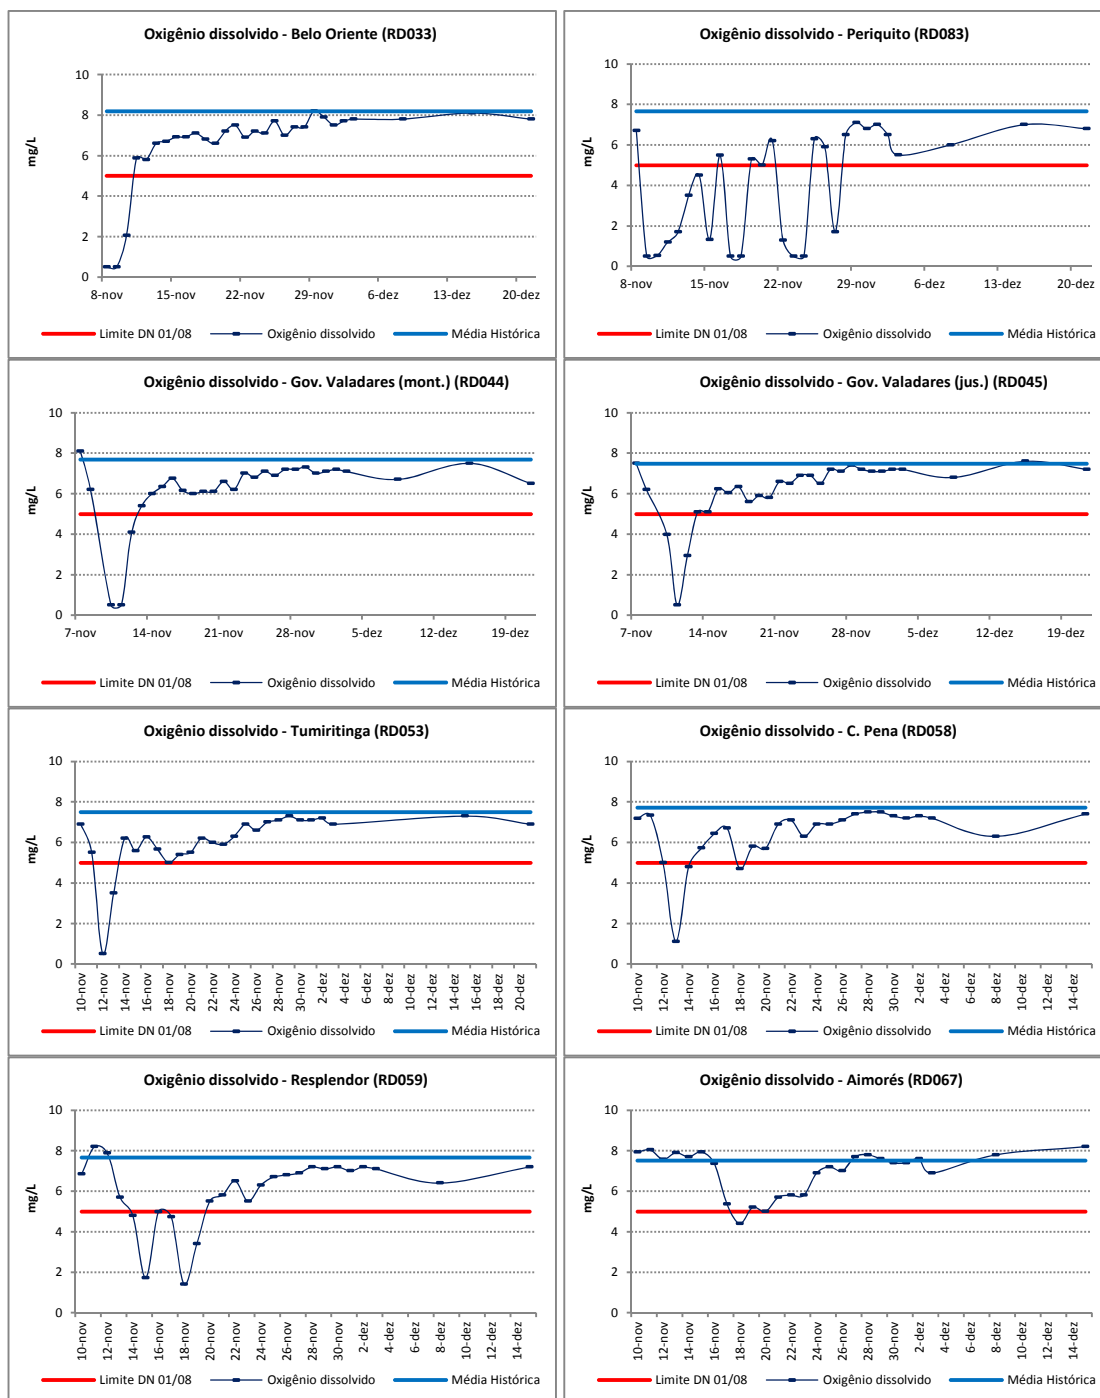 Oxigênio dissolvido - Belo Oriente (RD033)
mg/L
10
8
6
4
2
0
8-nov 15-nov 22-nov 29-nov 6-dez 13-dez 20-dez
Limite DN 01/08 Oxigênio dissolvido Média Histórica
Oxigênio dissolvido - Periquito (RD083)
mg/L
10
8
6
4
2
0
8-nov 15-nov 22-nov 29-nov 6-dez 13-dez 20-dez
Limite DN 01/08 Oxigênio dissolvido Média Histórica
Oxigênio dissolvido - Gov. Valadares (mont.) (RD044)
mg/L
10
8
6
4
2
0
7-nov 14-nov 21-nov 28-nov 5-dez 12-dez 19-dez
Limite DN 01/08 Oxigênio dissolvido Média Histórica
Oxigênio dissolvido - Gov. Valadares (jus.) (RD045)
mg/L
10
8
6
4
2
0
7-nov 14-nov 21-nov 28-nov 5-dez 12-dez 19-dez
Limite DN 01/08 Oxigênio dissolvido Média Histórica
Oxigênio dissolvido - Tumiritinga (RD053)
mg/L
10
8
6
4
2
0
10-nov 12-nov 14-nov 16-nov 18-nov 20-nov 22-nov 24-nov 26-nov 28-nov 30-nov 2-dez 4-dez 6-dez 8-dez 10-dez 12-dez 14-dez 16-dez 18-dez 20-dez
Limite DN 01/08 Oxigênio dissolvido Média Histórica
Oxigênio dissolvido - C. Pena (RD058)
mg/L
10
8
6
4
2
0
10-nov 12-nov 14-nov 16-nov 18-nov 20-nov 22-nov 24-nov 26-nov 28-nov 30-nov 2-dez 4-dez 6-dez 8-dez 10-dez 12-dez 14-dez
Limite DN 01/08 Oxigênio dissolvido Média Histórica
Oxigênio dissolvido - Resplendor (RD059)
mg/L
10
8
6
4
2
0
10-nov 12-nov 14-nov 16-nov 18-nov 20-nov 22-nov 24-nov 26-nov 28-nov 30-nov 2-dez 4-dez 6-dez 8-dez 10-dez 12-dez 14-dez
Limite DN 01/08 Oxigênio dissolvido Média Histórica
Oxigênio dissolvido - Aimorés (RD067)
mg/L
10
8
6
4
2
0
10-nov 12-nov 14-nov 16-nov 18-nov 20-nov 22-nov 24-nov 26-nov 28-nov 30-nov 2-dez 4-dez 6-dez 8-dez 10-dez 12-dez 14-dez
Limite DN 01/08 Oxigênio dissolvido Média Histórica